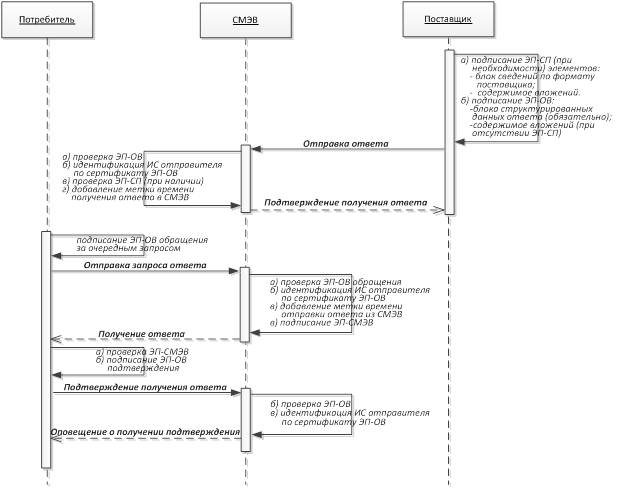 Потребитель
СМЭВ
Поставщик
а) подписание ЭП-СП (при
необходимости) элементов:
- блок сведений по формату
поставщика;
- содержимое вложений.
б) подписание ЭП-ОВ:
-блока структурированных
данных ответа (обязательно);
-содержимое вложений (при
отсутствии ЭП-СП)
Отправка ответа
а) проверка ЭП-ОВ
б) идентификация ИС отправителя
по сертификату ЭП-ОВ
в) проверка ЭП-СП (при наличии)
г) добавление метки времени
получения ответа в СМЭВ
Подтверждение получения ответа
подписание ЭП-ОВ обращения
за очередным запросом
Отправка запроса ответа
а) проверка ЭП-ОВ обращения
б) идентификация ИС отправителя
по сертификату ЭП-ОВ
в) добавление метки времени
отправки ответа из СМЭВ
в) подписание ЭП-СМЭВ
Получение ответа
а) проверка ЭП-СМЭВ
б) подписание ЭП-ОВ
подтверждения
Подтверждение получения ответа
б) проверка ЭП-ОВ
в) идентификация ИС отправителя
по сертификату ЭП-ОВ
Оповещение о получении подтверждения